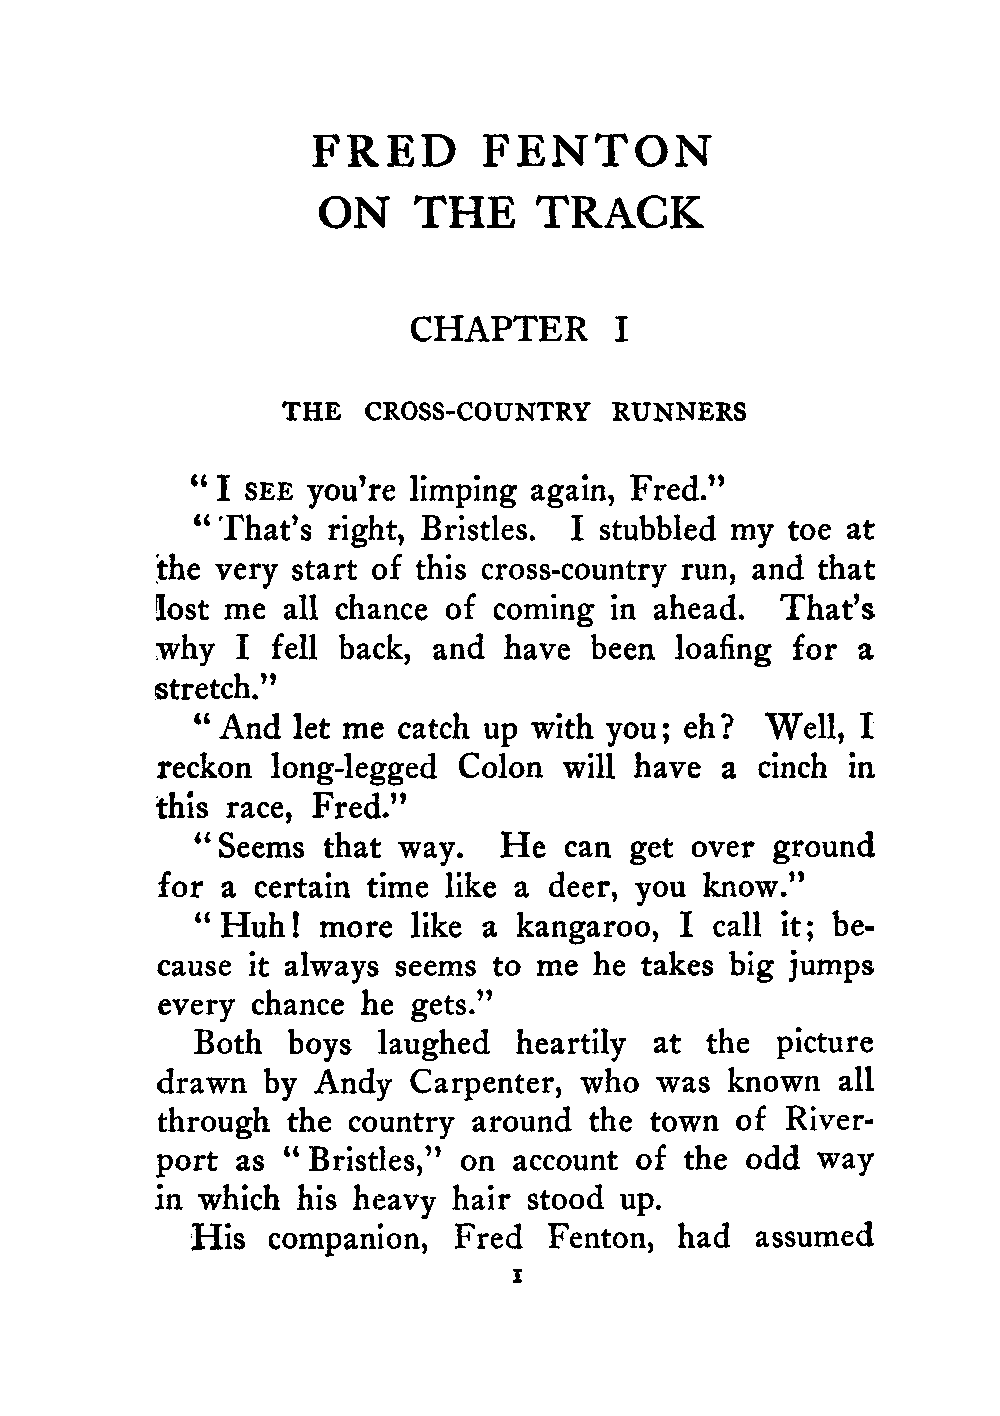 FRED FENTON
ON THE TRACK
CHAPTER I
THE CROSS-COUNTRY RUNNERS
“I SEE you’re limping again, Fred.”
“That’s right, Bristles. I stubbled my toe at
the very start of this cross-country run, and that
lost me all chance of coming in ahead. That’s
why I fell back, and have been loafing for a
stretch.”
“And let me catch up with you; eh? Well, I
reckon long-legged Colon will have a cinch in
this race, Fred.”
“Seems that way. He can get over ground
for a certain time like a deer, you know.”
“Huh! more like a kangaroo, I call it; be-
cause it always seems to me he takes big jumps
every chance he gets.”
Both boys laughed heartily at the picture
drawn by Andy Carpenter, who was known all
through the country around the town of River-
port as “Bristles,” on account of the odd way
in which his heavy hair stood up.
His companion, Fred Fenton, had assumed
1